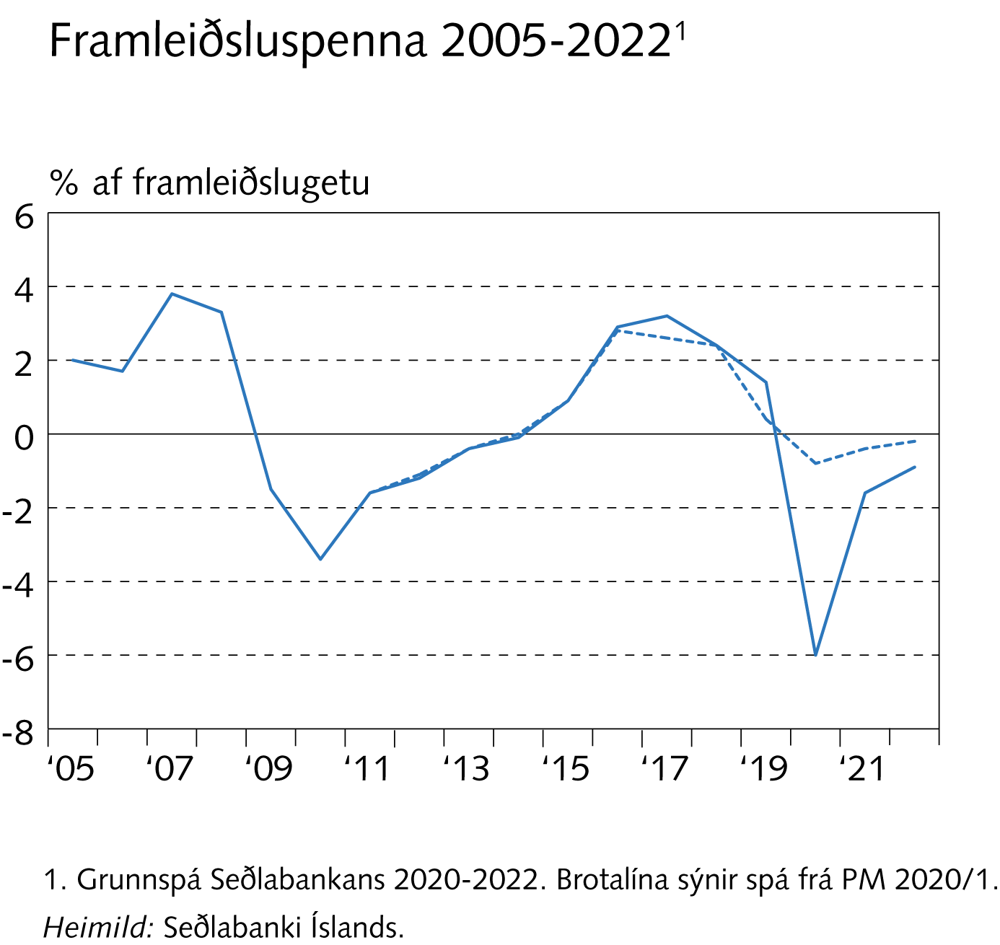 Framleiðsluspenna 2005-2022¹
% af framleiðslugetu
6
4
2
0
-2
-4
-6
-8
‘05 ‘07 ‘09 ‘11 ‘13 ‘15 ‘17 ‘19 ‘21
1. Grunnspá Seðlabankans 2020-2022. Brotalína sýnir spá frá PM 2020/1.
Heimild: Seðlabanki Íslands.